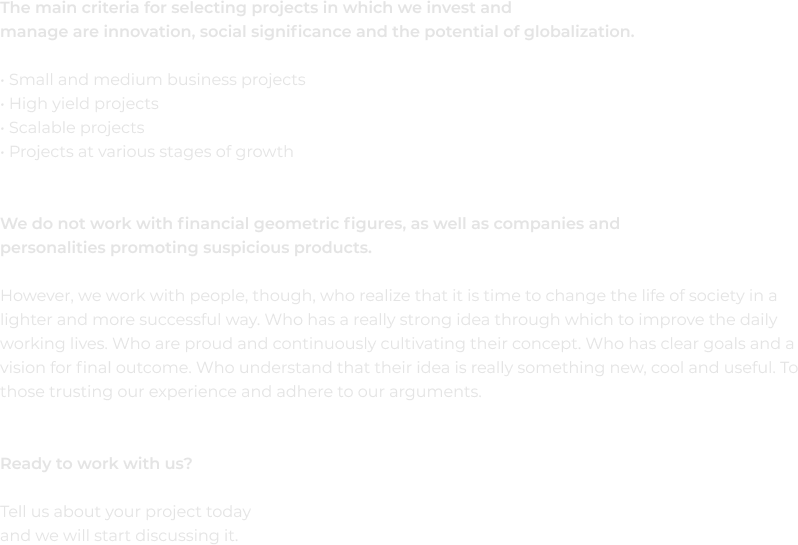 The main criteria for selecting projects in which we invest and
manage are innovation, social significance and the potential of globalization.
• Small and medium business projects
• High yield projects
• Scalable projects
• Projects at various stages of growth
We do not work with financial geometric figures, as well as companies and
personalities promoting suspicious products.
However, we work with people, though, who realize that it is time to change the life of society in a
lighter and more successful way. Who has a really strong idea through which to improve the daily
working lives. Who are proud and continuously cultivating their concept. Who has clear goals and a
vision for final outcome. Who understand that their idea is really something new, cool and useful. To
those trusting our experience and adhere to our arguments.
Ready to work with us?
Tell us about your project today
and we will start discussing it.